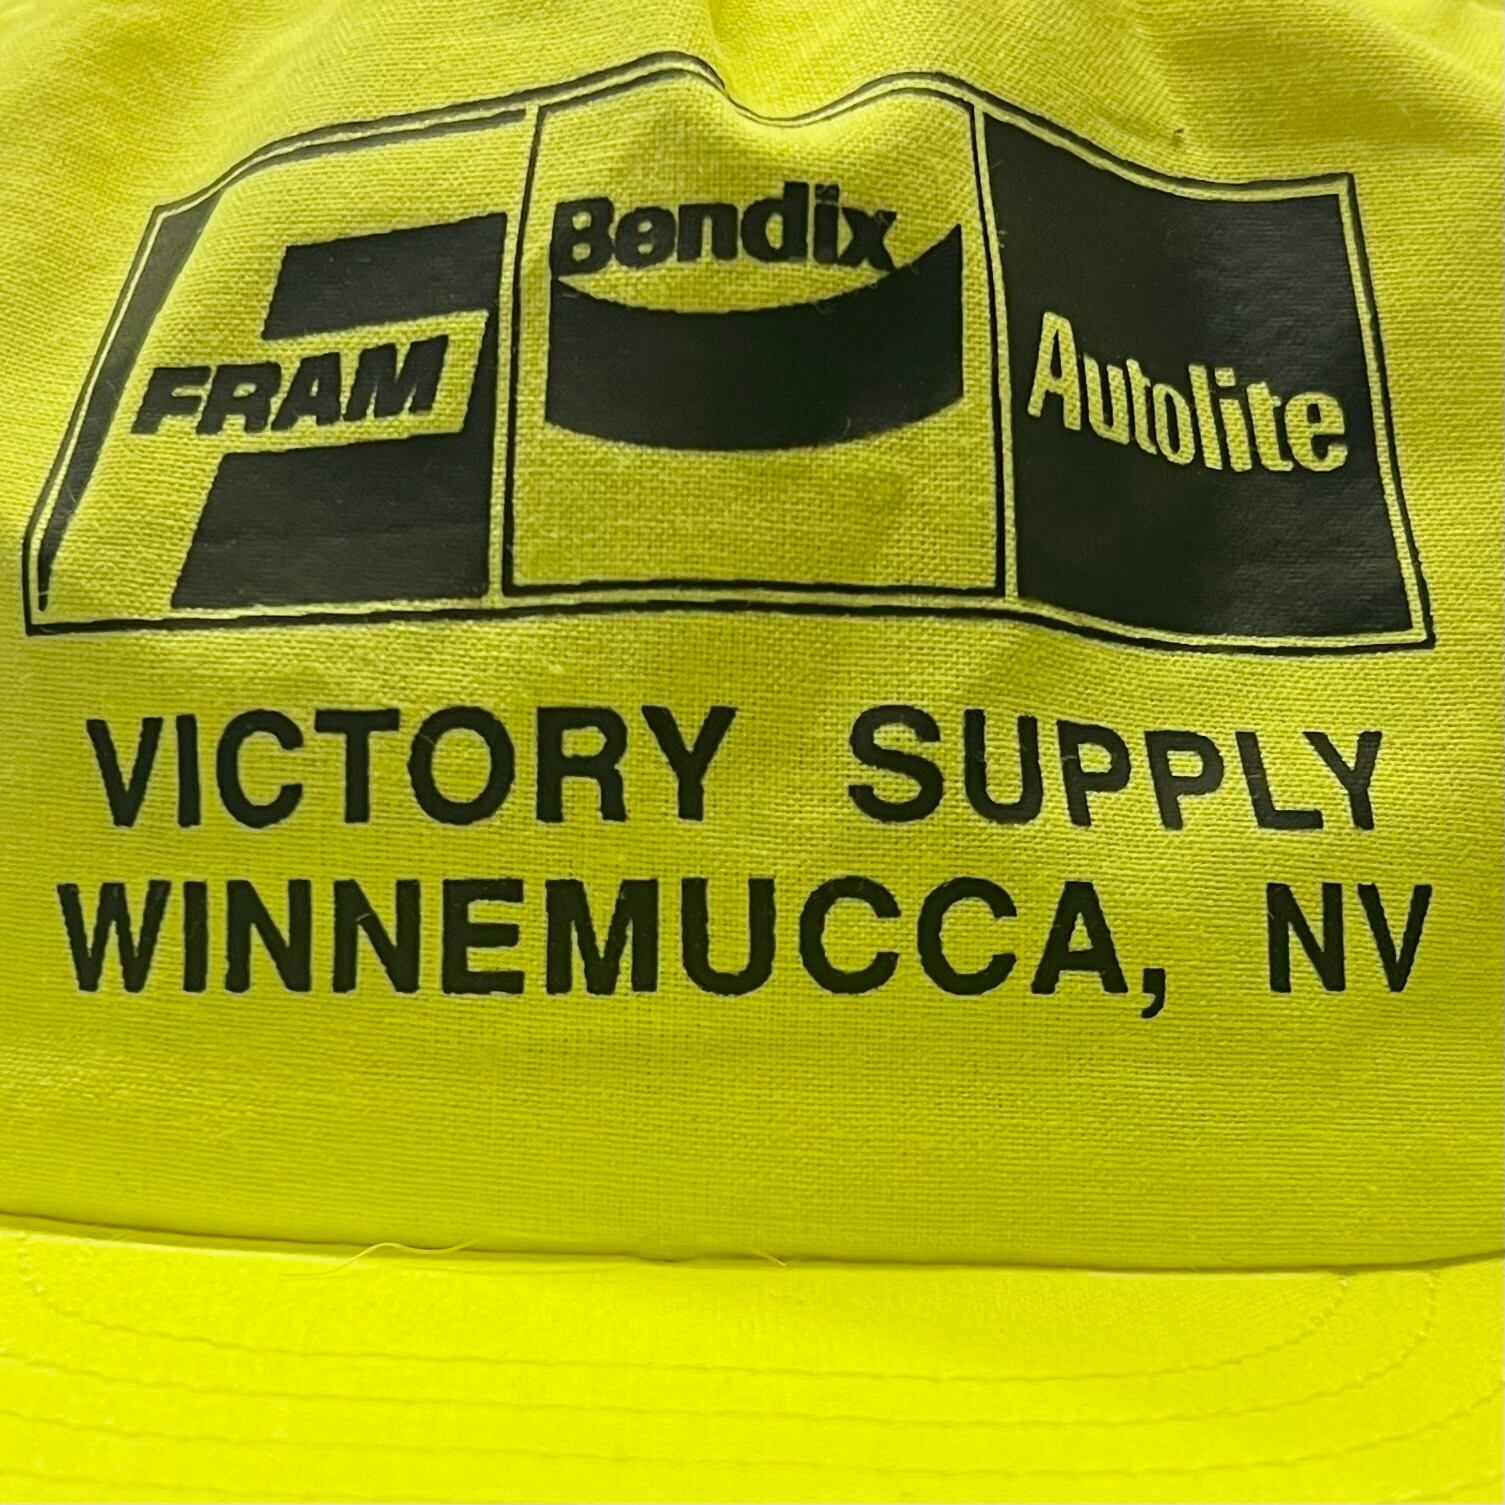 FRAM Bendix Autolite
VICTORY SUPPLY
WINNEMUCCA, NV